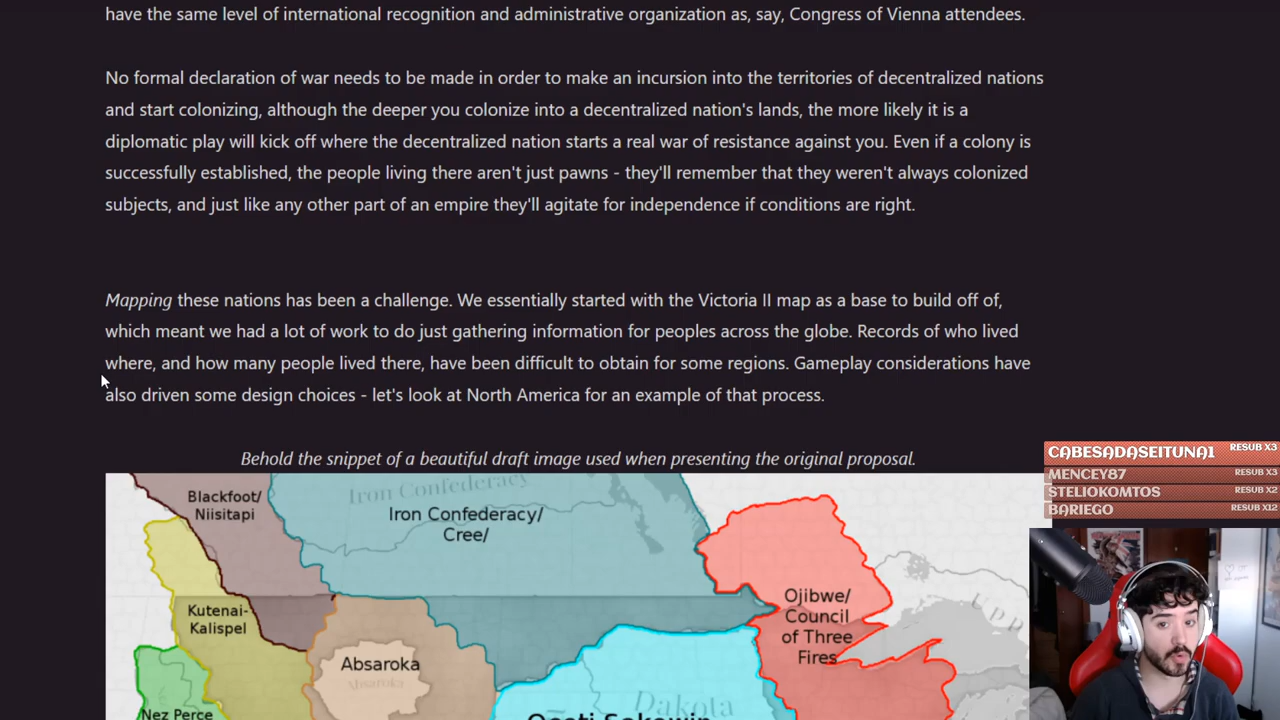 have the same level of international recognition and administrative organization as, say, Congress of Vienna attendees.
No formal declaration of war needs to be made in order to make an incursion into the territories of decentralized nations
and start colonizing, although the deeper you colonize into a decentralized nation's lands, the more likely it is a
diplomatic play will kick off where the decentralized nation starts a real war of resistance against you. Even if a colony is
successfully established, the people living there aren't just pawns - they'll remember that they weren't always colonized
subjects, and just like any other part of an empire they'll agitate for independence if conditions are right.
Mapping these nations has been a challenge. We essentially started with the Victoria II map as a base to build off of,
which meant we had a lot of work to do just gathering information for peoples across the globe. Records of who lived
where, and how many people lived there, have been difficult to obtain for some regions. Gameplay considerations have
also driven some design choices - let's look at North America for an example of that process.
Behold the snippet of a beautiful draft image used when presenting the original proposal.
CABESADASEITUNA1 RESUB X3
MENCEY87 RESUB X3
STELIOKOMTOS RESUB X2
BARIEGO RESUB X12
Blackfoot/
Niisitapi
Iron Confederacy
Iron Confederacy/
Cree/
Kutenai-
Kalispel
Ojibwe/
Council
of Three
Fires
UPP
Absaroka
Absaroka
Dakota
Nez Perce
Oceti Sakowin